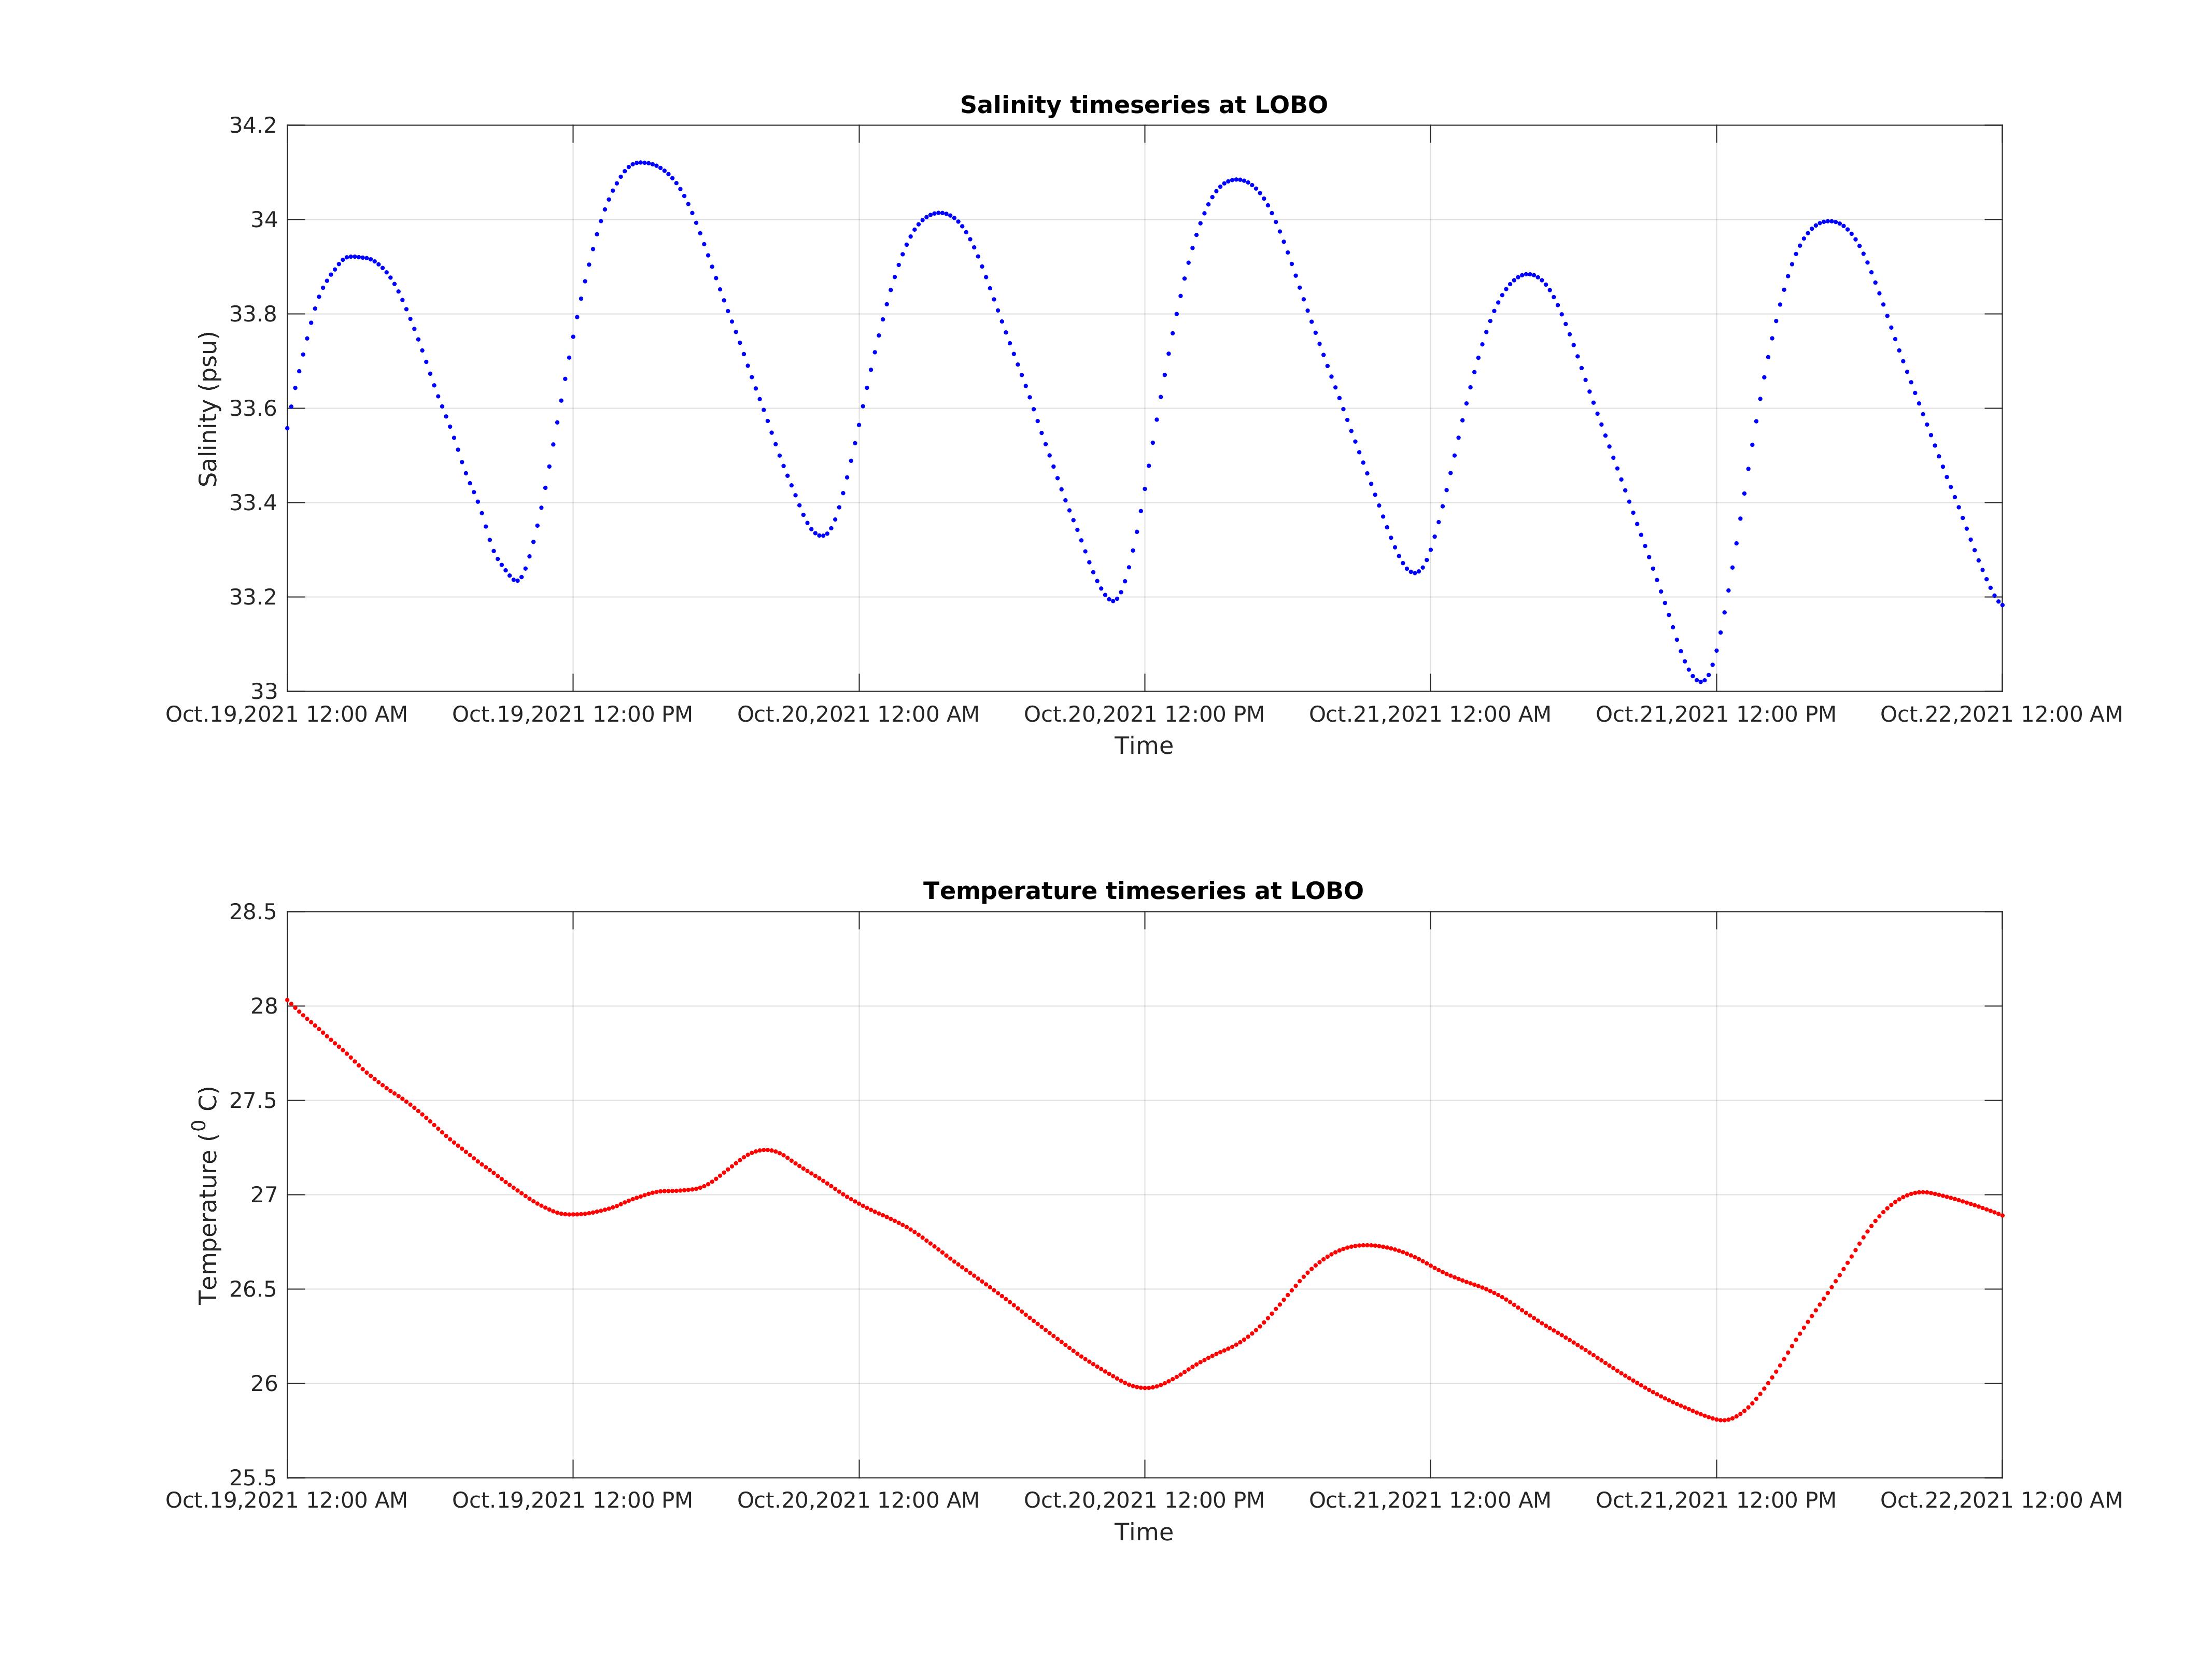 Salinity timeseries at LOBO
34.2
34
33.8
33.6
33.4
33.2
33
Salinity (psu)
Oct.19,2021 12:00 AM Oct.19,2021 12:00 PM Oct.20,2021 12:00 AM Oct.20,2021 12:00 PM Oct.21,2021 12:00 AM Oct.21,2021 12:00 PM Oct.22,2021 12:00 AM
Time
Temperature timeseries at LOBO
28.5
28
27.5
27
26.5
26
25.5
Temperature (⁰ C)
Oct.19,2021 12:00 AM Oct.19,2021 12:00 PM Oct.20,2021 12:00 AM Oct.20,2021 12:00 PM Oct.21,2021 12:00 AM Oct.21,2021 12:00 PM Oct.22,2021 12:00 AM
Time